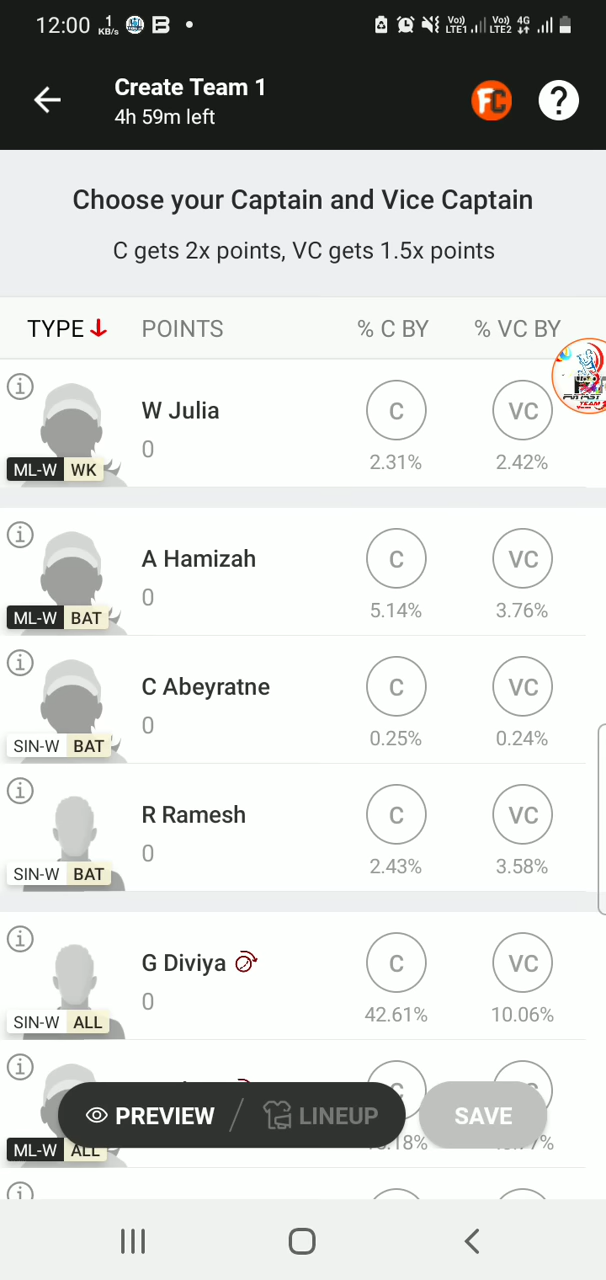 12:00 1 KB/s Vo)) LTE1 Vo)) LTE2 4G
Create Team 1
4h 59m left
FC ?
Choose your Captain and Vice Captain
C gets 2x points, VC gets 1.5x points
TYPE POINTS % C BY % VC BY
W Julia C VC
0 2.31% 2.42%
ML-W WK
TEAM
A Hamizah C VC
0 5.14% 3.76%
ML-W BAT
C Abeyratne C VC
0 0.25% 0.24%
SIN-W BAT
R Ramesh C VC
0 2.43% 3.58%
SIN-W BAT
G Diviya C VC
0 42.61% 10.06%
SIN-W ALL
PREVIEW / LINEUP SAVE
ML-W ALL